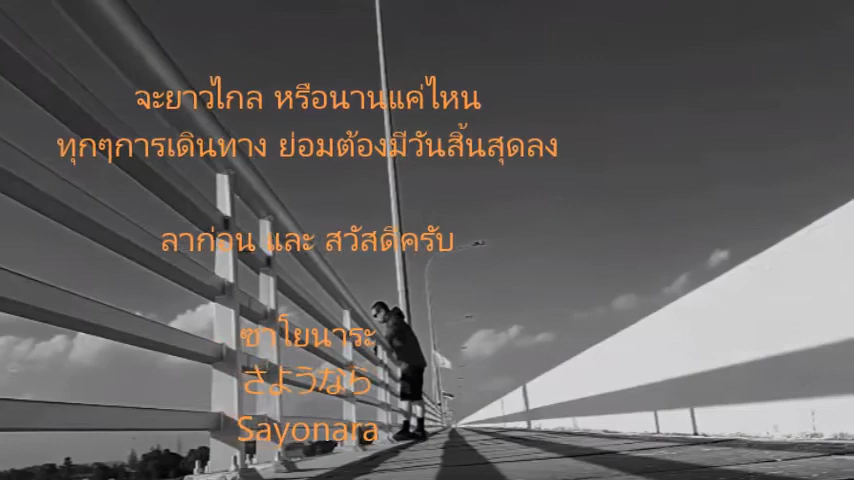 จะยาวไกล หรือนานแค่ไหน
ทุกๆการเดินทาง ย่อมต้องมีวันสิ้นสุดลง
ลาก่อน และ สวัสดีครับ
ซาโยนาระ
さようなら
Sayonara